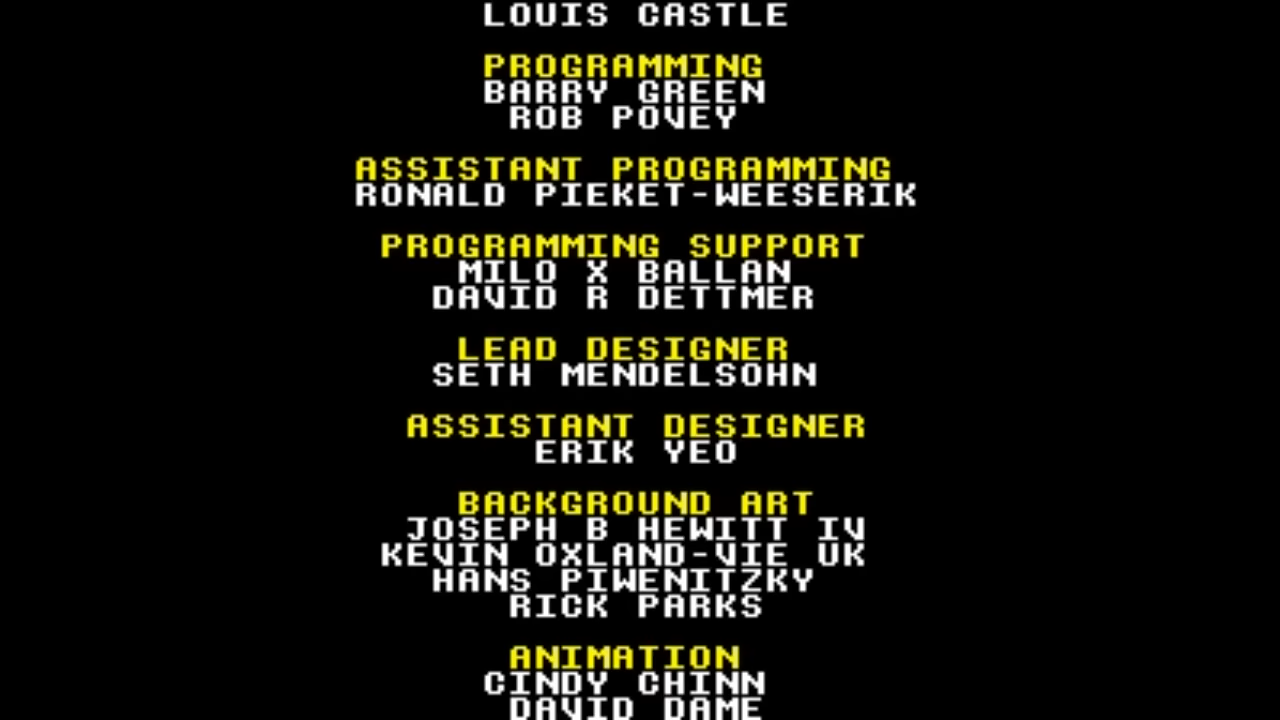 LOUIS CASTLE
PROGRAMMING
BARRY GREEN
ROB POVEY
ASSISTANT PROGRAMMING
RONALD PIEKET-WEESERIK
PROGRAMMING SUPPORT
MILO X BALLAN
DAVID R DETTMER
LEAD DESIGNER
SETH MENDELSOHN
ASSISTANT DESIGNER
ERIK YEO
BACKGROUND ART
JOSEPH B HEWITT IV
KEVIN OXLAND-VIE UK
HANS PIWENITZKY
RICK PARKS
ANIMATION
CINDY CHINN
DAVID DAME